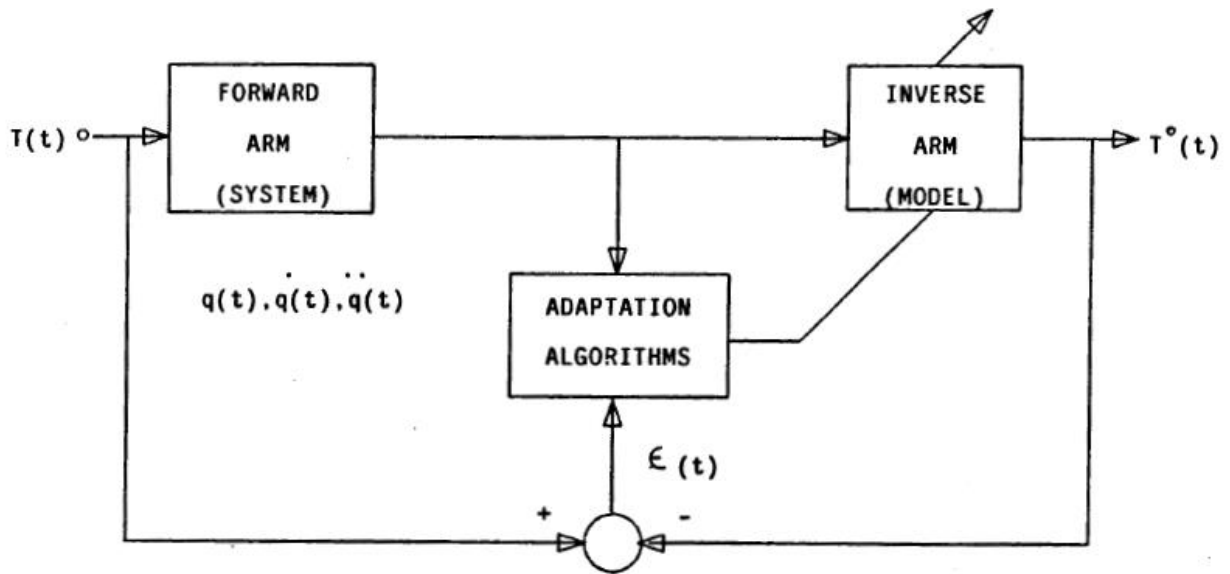 FORWARD
ARM
(SYSTEM)
INVERSE
ARM
(MODEL)
T(t)
T°(t)
q(t),q̇(t),q̈(t)
ADAPTATION
ALGORITHMS
ϵ(t)
+
-